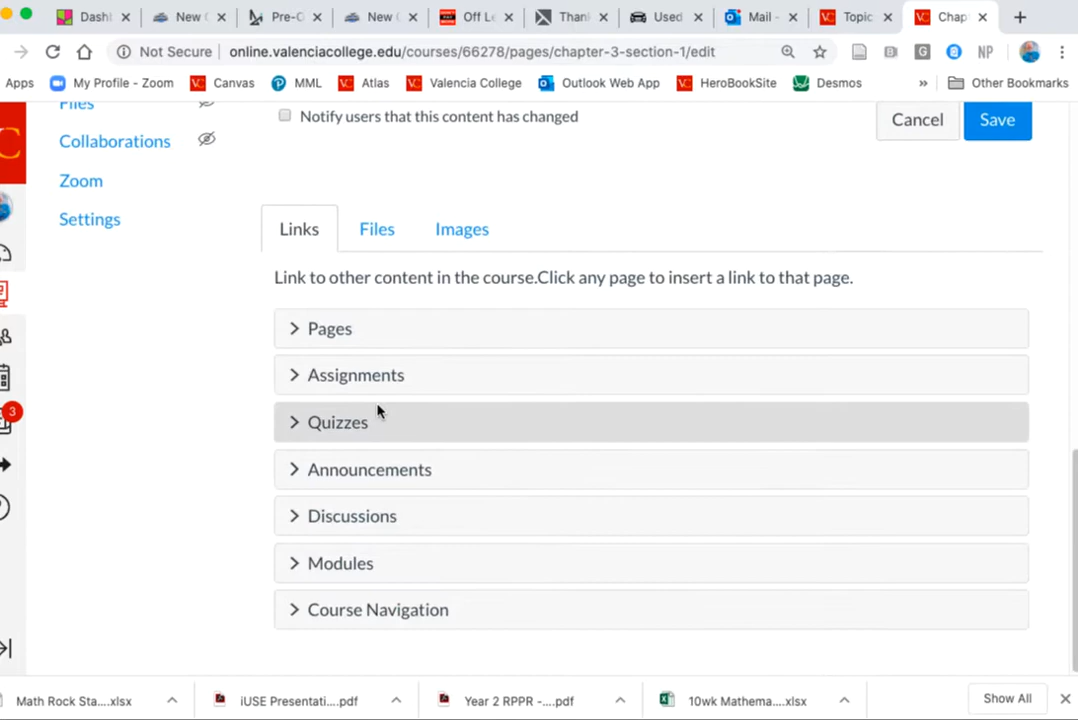 Dash
New
Pre-C
New
Off Le
Than
Used
Mail -
Topic
Chap
Not Secure
online.valenciacollege.edu/courses/66278/pages/chapter-3-section-1/edit
NP
Apps
My Profile - Zoom
Canvas
MML
Atlas
Valencia College
Outlook Web App
HeroBookSite
Desmos
»
Other Bookmarks
Files
Notify users that this content has changed
Cancel
Save
Collaborations
Zoom
Settings
Links
Files
Images
Link to other content in the course.Click any page to insert a link to that page.
Pages
Assignments
3
Quizzes
Announcements
Discussions
Modules
Course Navigation
Math Rock Sta....xlsx
iUSE Presentati....pdf
Year 2 RPPR -....pdf
10wk Mathema....xlsx
Show All